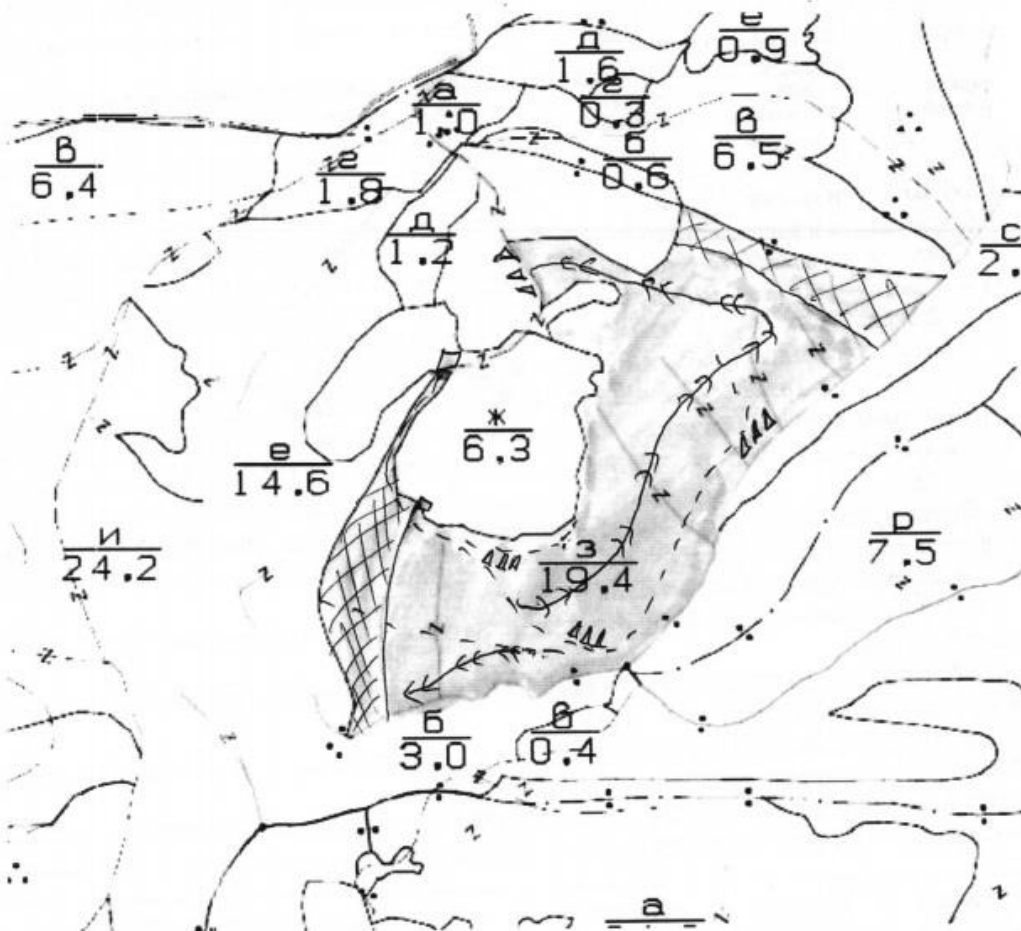 д
1.6
е
0.9
а
1.0
г
0.3
в
6.4
г
1.8
б
0.6
в
6.5
д
1.2
с
2.
ж
6.3
е
14.6
и
24.2
з
19.4
р
7.5
б
3.0
в
0.4
а